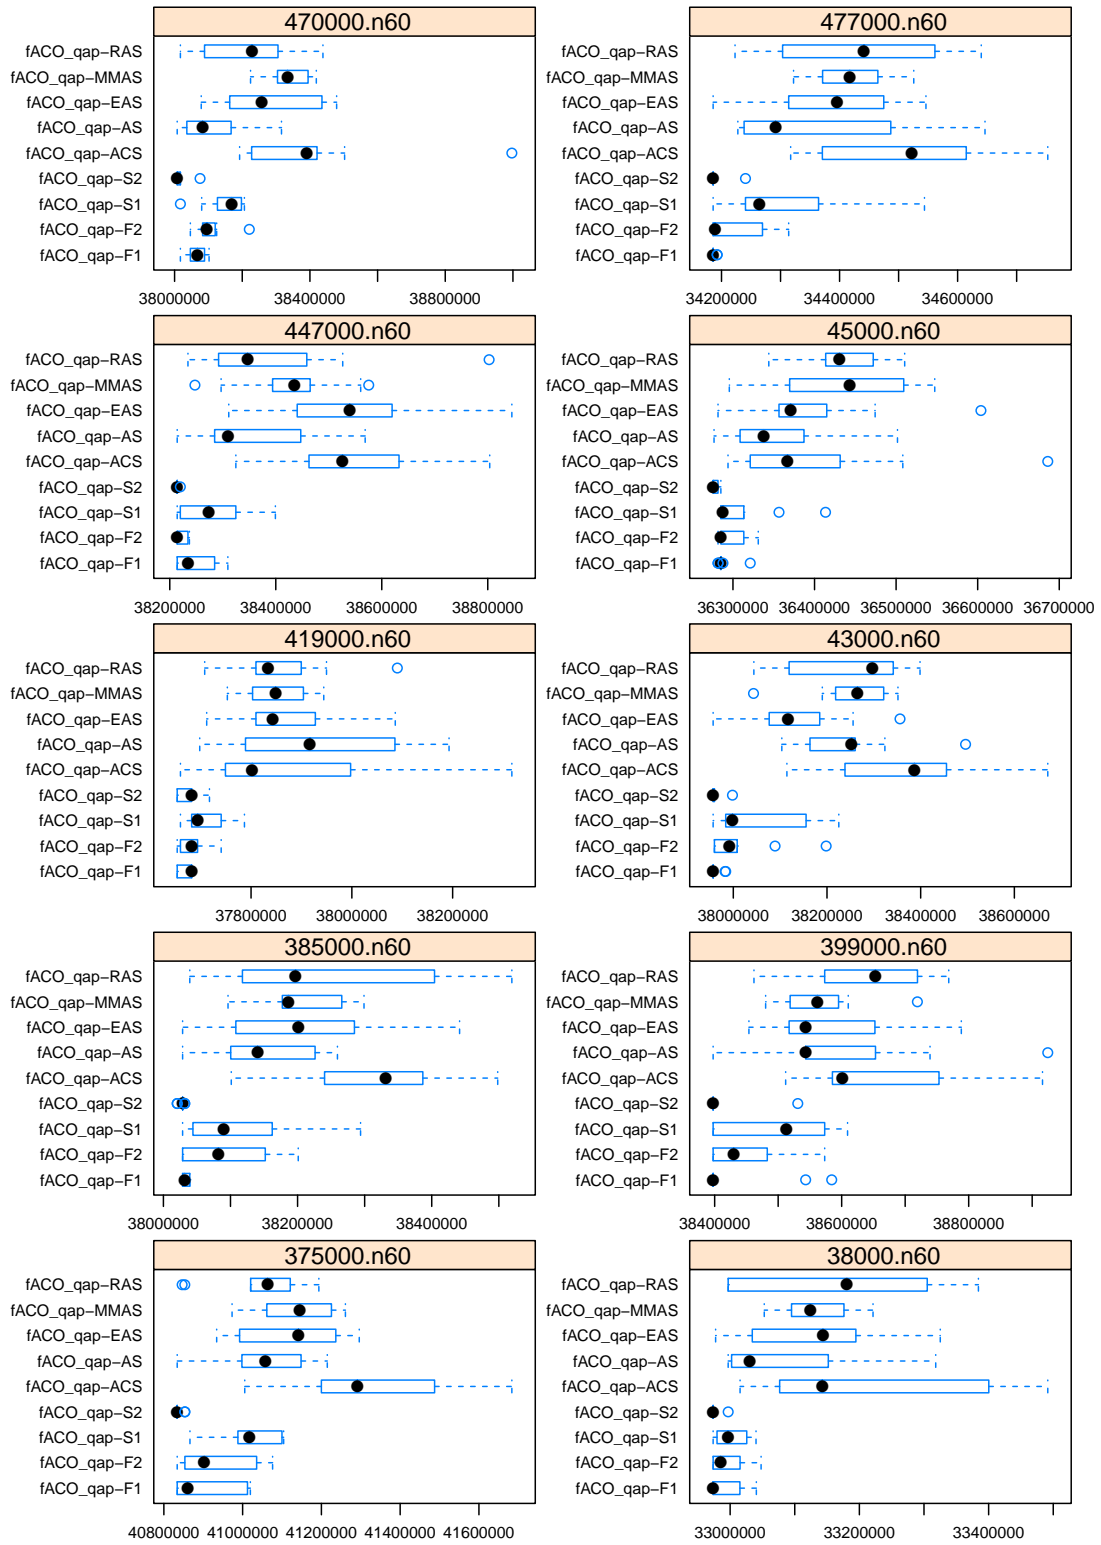 470000.n60
fACO_qap−RAS
fACO_qap−MMAS
fACO_qap−EAS
fACO_qap−AS
fACO_qap−ACS
fACO_qap−S2
fACO_qap−S1
fACO_qap−F2
fACO_qap−F1
38000000 38400000 38800000
477000.n60
fACO_qap−RAS
fACO_qap−MMAS
fACO_qap−EAS
fACO_qap−AS
fACO_qap−ACS
fACO_qap−S2
fACO_qap−S1
fACO_qap−F2
fACO_qap−F1
34200000 34400000 34600000
447000.n60
fACO_qap−RAS
fACO_qap−MMAS
fACO_qap−EAS
fACO_qap−AS
fACO_qap−ACS
fACO_qap−S2
fACO_qap−S1
fACO_qap−F2
fACO_qap−F1
38200000 38400000 38600000 38800000
45000.n60
fACO_qap−RAS
fACO_qap−MMAS
fACO_qap−EAS
fACO_qap−AS
fACO_qap−ACS
fACO_qap−S2
fACO_qap−S1
fACO_qap−F2
fACO_qap−F1
36300000 36400000 36500000 36600000 36700000
419000.n60
fACO_qap−RAS
fACO_qap−MMAS
fACO_qap−EAS
fACO_qap−AS
fACO_qap−ACS
fACO_qap−S2
fACO_qap−S1
fACO_qap−F2
fACO_qap−F1
37800000 38000000 38200000
43000.n60
fACO_qap−RAS
fACO_qap−MMAS
fACO_qap−EAS
fACO_qap−AS
fACO_qap−ACS
fACO_qap−S2
fACO_qap−S1
fACO_qap−F2
fACO_qap−F1
38000000 38200000 38400000 38600000
385000.n60
fACO_qap−RAS
fACO_qap−MMAS
fACO_qap−EAS
fACO_qap−AS
fACO_qap−ACS
fACO_qap−S2
fACO_qap−S1
fACO_qap−F2
fACO_qap−F1
38000000 38200000 38400000
399000.n60
fACO_qap−RAS
fACO_qap−MMAS
fACO_qap−EAS
fACO_qap−AS
fACO_qap−ACS
fACO_qap−S2
fACO_qap−S1
fACO_qap−F2
fACO_qap−F1
38400000 38600000 38800000
375000.n60
fACO_qap−RAS
fACO_qap−MMAS
fACO_qap−EAS
fACO_qap−AS
fACO_qap−ACS
fACO_qap−S2
fACO_qap−S1
fACO_qap−F2
fACO_qap−F1
40800000 41000000 41200000 41400000 41600000
38000.n60
fACO_qap−RAS
fACO_qap−MMAS
fACO_qap−EAS
fACO_qap−AS
fACO_qap−ACS
fACO_qap−S2
fACO_qap−S1
fACO_qap−F2
fACO_qap−F1
33000000 33200000 33400000